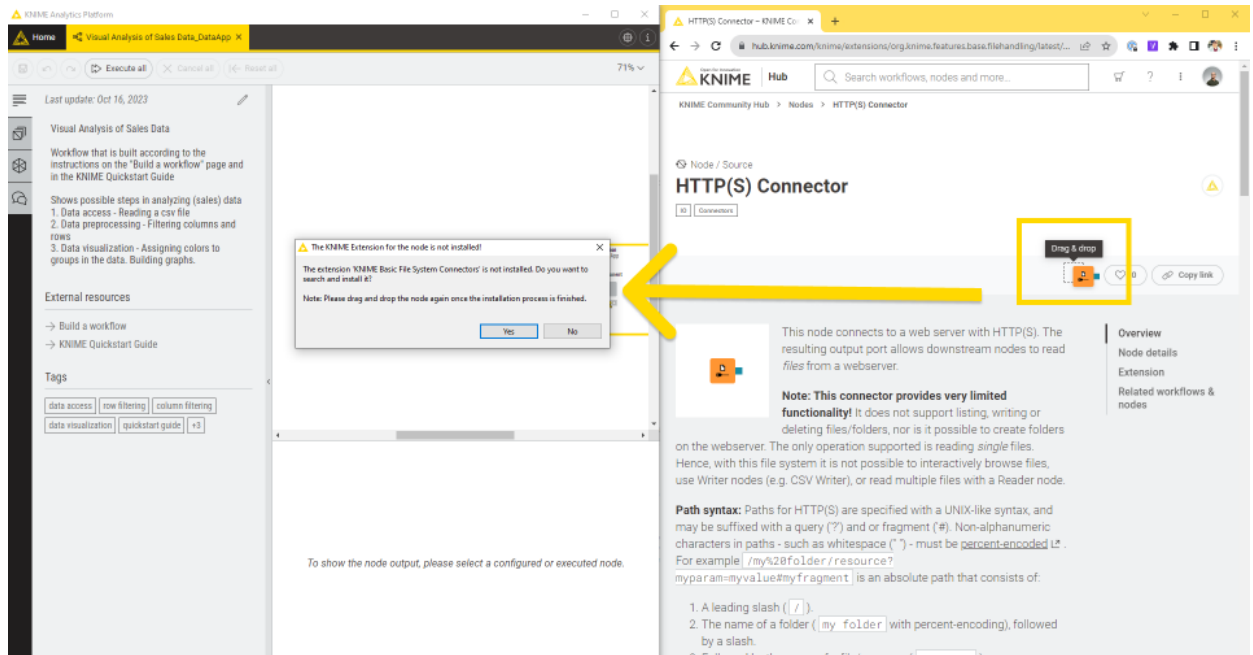 KNIME Analytics Platform
Home
Visual Analysis of Sales Data_DataApp
Execute all
Cancel all
Reset all
71%
Last update: Oct 16, 2023
Visual Analysis of Sales Data
Workflow that is built according to the
instructions on the "Build a workflow" page and
in the KNIME Quickstart Guide
Shows possible steps in analyzing (sales) data
1. Data access - Reading a csv file
2. Data preprocessing - Filtering columns and
rows
3. Data visualization - Assigning colors to
groups in the data. Building graphs.
External resources
→ Build a workflow
→ KNIME Quickstart Guide
Tags
data access
row filtering
column filtering
data visualization
quickstart guide
+3
The KNIME Extension for the node is not installed!
The extension 'KNIME Basic File System Connectors' is not installed. Do you want to
search and install it?
Note: Please drag and drop the node again once the installation process is finished.
Yes
No
To show the node output, please select a configured or executed node.
HTTP(S) Connector – KNIME Co
hub.knime.com/knime/extensions/org.knime.features.base.filehandling/latest/...
Open for Innovation
KNIME
Hub
Search workflows, nodes and more...
KNIME Community Hub > Nodes > HTTP(S) Connector
Node / Source
HTTP(S) Connector
IO
Connectors
Drag & drop
0
Copy link
This node connects to a web server with HTTP(S). The
resulting output port allows downstream nodes to read
files from a webserver.
Note: This connector provides very limited
functionality! It does not support listing, writing or
deleting files/folders, nor is it possible to create folders
on the webserver. The only operation supported is reading single files.
Hence, with this file system it is not possible to interactively browse files,
use Writer nodes (e.g. CSV Writer), or read multiple files with a Reader node.
Path syntax: Paths for HTTP(S) are specified with a UNIX-like syntax, and
may be suffixed with a query ('?') and or fragment ('#). Non-alphanumeric
characters in paths - such as whitespace (" ") - must be percent-encoded .
For example /my%20folder/resource?
myparam=myvalue#myfragment is an absolute path that consists of:
1. A leading slash ( / ).
2. The name of a folder ( my folder with percent-encoding), followed
by a slash.
Overview
Node details
Extension
Related workflows &
nodes